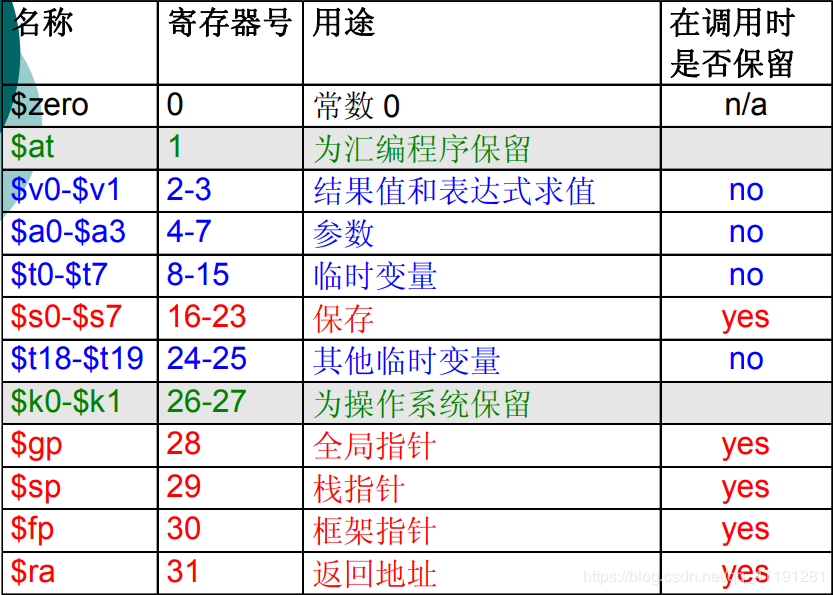 名称 寄存器号 用途 在调用时
是否保留
$zero 0 常数 0 n/a
$at 1 为汇编程序保留
$v0-$v1 2-3 结果值和表达式求值 no
$a0-$a3 4-7 参数 no
$t0-$t7 8-15 临时变量 no
$s0-$s7 16-23 保存 yes
$t18-$t19 24-25 其他临时变量 no
$k0-$k1 26-27 为操作系统保留
$gp 28 全局指针 yes
$sp 29 栈指针 yes
$fp 30 框架指针 yes
$ra 31 返回地址 yes